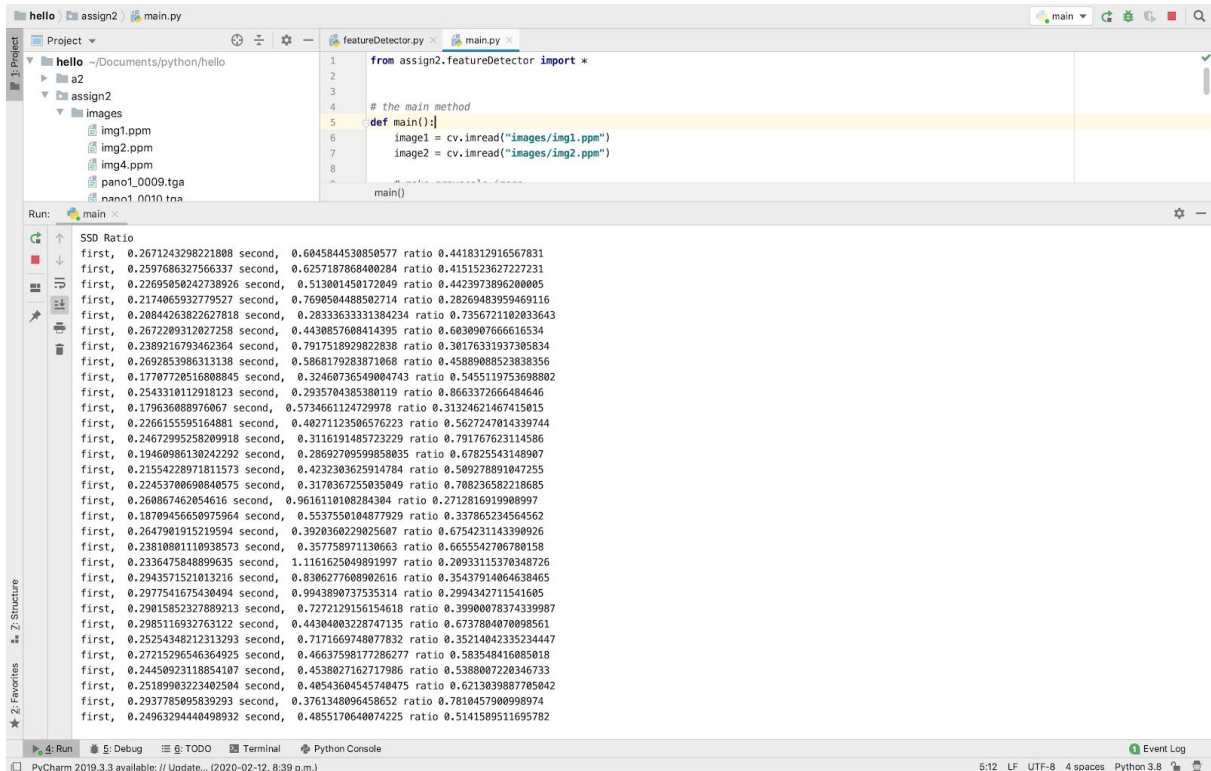 hello assign2 main.py main
Project
featureDetector.py main.py
hello ~/Documents/python/hello
a2
assign2
images
img1.ppm
img2.ppm
img4.ppm
pano1_0009.tga
pano1_0010.tga
1 from assign2.featureDetector import *
2
3
4 # the main method
5 def main():
6 image1 = cv.imread("images/img1.ppm")
7 image2 = cv.imread("images/img2.ppm")
8
main()
1: Project
Run: main
SSD Ratio
first, 0.2671243298221808 second, 0.6045844530850577 ratio 0.4418312916567831
first, 0.2597686327566337 second, 0.6257187868400284 ratio 0.4151523627227231
first, 0.22695050242738926 second, 0.513001450172049 ratio 0.4423973896200005
first, 0.2174065932779527 second, 0.7690504488502714 ratio 0.28269483959469116
first, 0.20844263822627818 second, 0.28333633331384234 ratio 0.7356721102033643
first, 0.2672209312027258 second, 0.4430857608414395 ratio 0.6030907666616534
first, 0.2389216793462364 second, 0.7917518929822838 ratio 0.30176331937305834
first, 0.2692853986313138 second, 0.5868179283871068 ratio 0.45889088523838356
first, 0.17707720516808845 second, 0.32460736549004743 ratio 0.5455119753698802
first, 0.2543310112918123 second, 0.2935704385380119 ratio 0.8663372666484646
first, 0.179636088976067 second, 0.5734661124729978 ratio 0.31324621467415015
first, 0.2266155595164881 second, 0.40271123506576223 ratio 0.5627247014339744
first, 0.24672995258209918 second, 0.3116191485723229 ratio 0.791767623114586
first, 0.19460986130242292 second, 0.28692709599858035 ratio 0.67825543148907
first, 0.21554228971811573 second, 0.4232303625914784 ratio 0.509278891047255
first, 0.22453700690840575 second, 0.3170367255035049 ratio 0.708236582218685
first, 0.260867462054616 second, 0.9616110108284304 ratio 0.2712816919908997
first, 0.18709456650975964 second, 0.5537550104877929 ratio 0.337865234564562
first, 0.2647901915219594 second, 0.3920360229025607 ratio 0.6754231143390926
first, 0.23810801110938573 second, 0.357758971130663 ratio 0.6655542706780158
first, 0.2336475848899635 second, 1.1161625049891997 ratio 0.20933115370348726
first, 0.2943571521013216 second, 0.8306277608902616 ratio 0.35437914064638465
first, 0.2977541675430494 second, 0.9943890737535314 ratio 0.2994342711541605
first, 0.29015852327889213 second, 0.7272129156154618 ratio 0.39900078374339987
first, 0.2985116932763122 second, 0.44304003228747135 ratio 0.6737804070098561
first, 0.25254348212313293 second, 0.7171669748077832 ratio 0.35214042335234447
first, 0.27215296546364925 second, 0.46637598177286277 ratio 0.583548416085018
first, 0.24450923118854107 second, 0.4538027162717986 ratio 0.5388007220346733
first, 0.25189903223402504 second, 0.40543604545740475 ratio 0.6213039887705042
first, 0.2937785095839293 second, 0.3761348096458652 ratio 0.7810457900998974
first, 0.24963294440498932 second, 0.4855170640074225 ratio 0.5141589511695782
7: Structure
2: Favorites
4: Run 5: Debug 6: TODO Terminal Python Console 1 Event Log
PyCharm 2019.3.3 available: // Update... (2020-02-12, 8:39 p.m.) 5:12 LF UTF-8 4 spaces Python 3.8